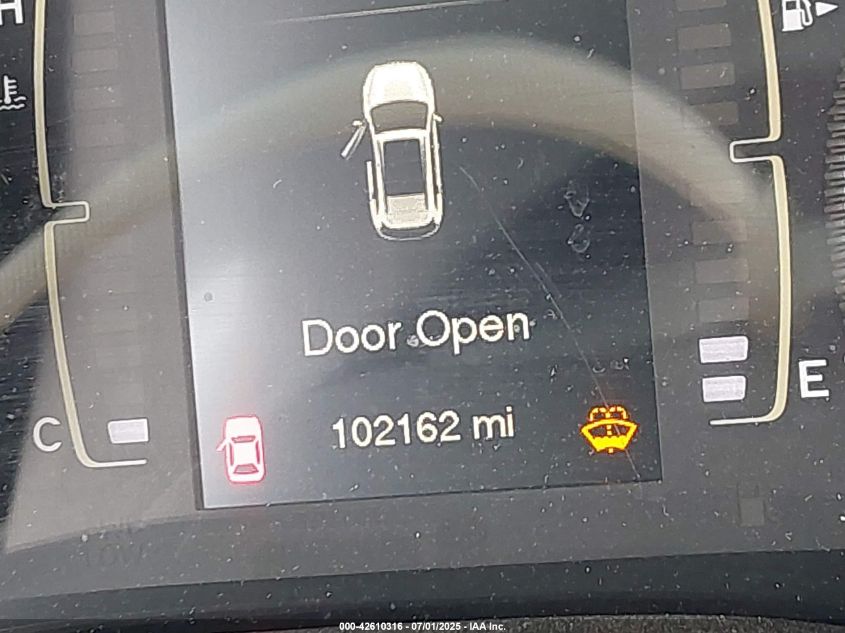 H
Door Open
C
102162 mi
E
000-42610316 - 07/01/2025 - IAA Inc.